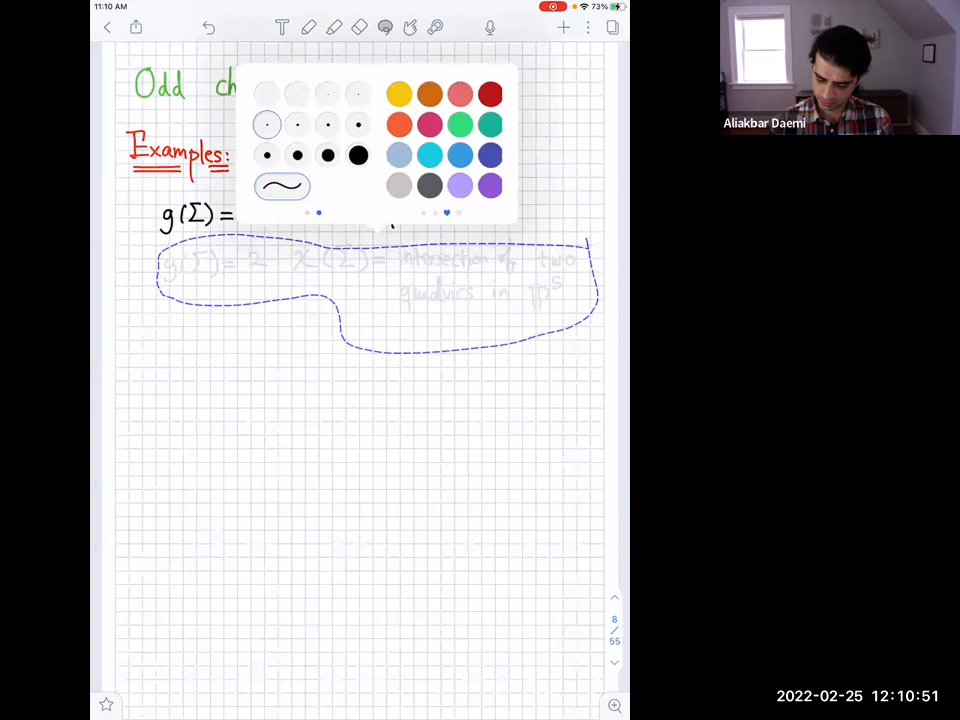 11:10 AM
73%
Odd ch
Examples:
g(Σ) =
g(Σ) = 2 X(Σ) = intersection of two
quadrics in ℙ⁵
8
/
55
Aliakbar Daemi
2022-02-25 12:10:51